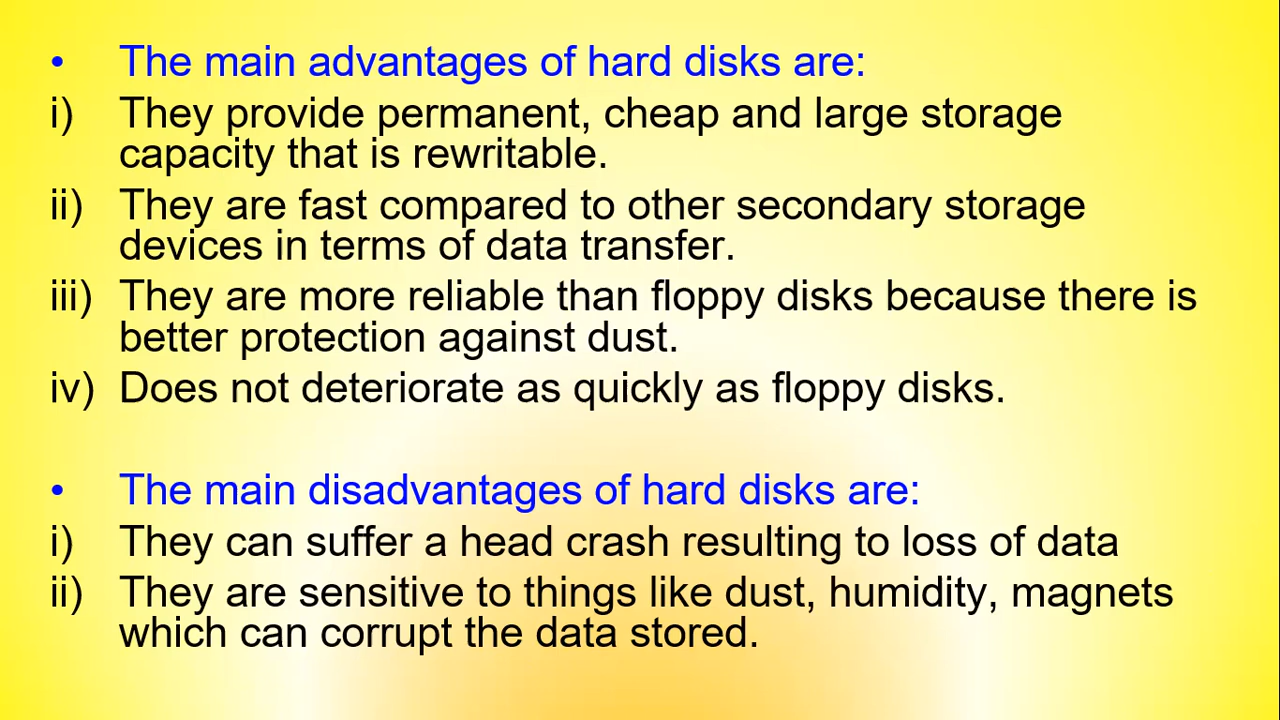 • The main advantages of hard disks are:
i) They provide permanent, cheap and large storage
capacity that is rewritable.
ii) They are fast compared to other secondary storage
devices in terms of data transfer.
iii) They are more reliable than floppy disks because there is
better protection against dust.
iv) Does not deteriorate as quickly as floppy disks.
• The main disadvantages of hard disks are:
i) They can suffer a head crash resulting to loss of data
ii) They are sensitive to things like dust, humidity, magnets
which can corrupt the data stored.